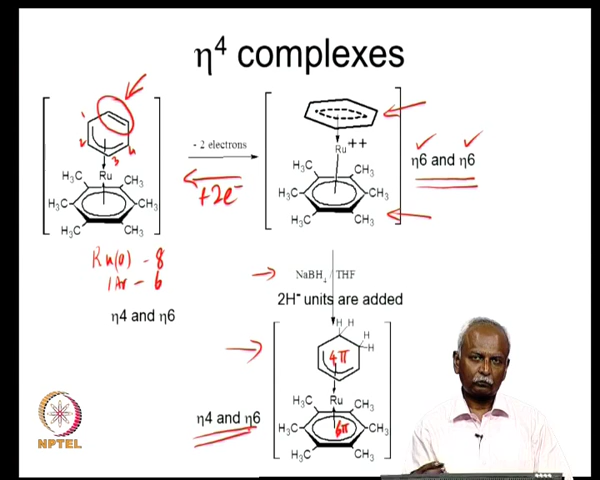 η⁴ complexes
1
2
3
4
Ru
H₃C
CH₃
H₃C
CH₃
H₃C
CH₃
- 2 electrons
+2e⁻
Ru++
H₃C
CH₃
H₃C
CH₃
H₃C
CH₃
η6 and η6
Ru(0) - 8
1Ar - 6
η4 and η6
NaBH₄ / THF
2H⁻ units are added
H H
H
H
4π
Ru
H₃C
CH₃
H₃C
CH₃
H₃C
CH₃
6π
η4 and η6
NPTEL